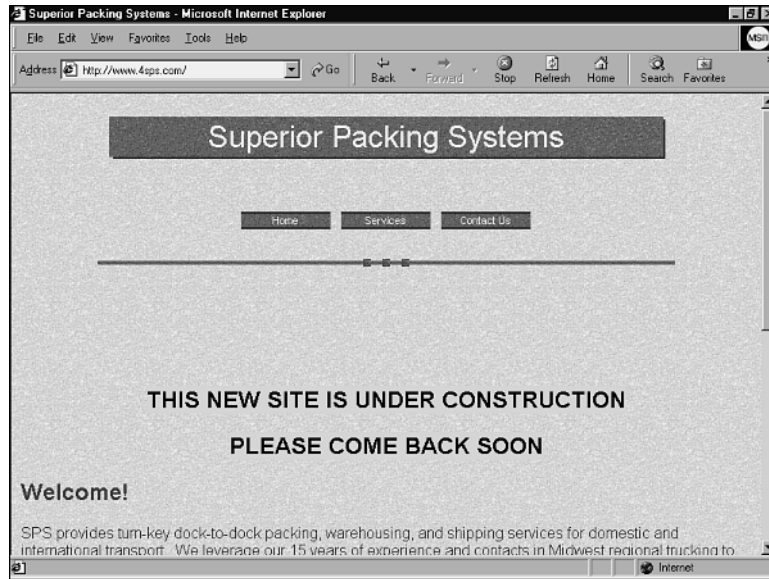 Superior Packing Systems - Microsoft Internet Explorer
File Edit View Favorites Tools Help
msn
Address http://www.4sps.com/ Go Back Forward Stop Refresh Home Search Favorites
Superior Packing Systems
Home Services Contact Us
THIS NEW SITE IS UNDER CONSTRUCTION
PLEASE COME BACK SOON
Welcome!
SPS provides turn-key dock-to-dock packing, warehousing, and shipping services for domestic and
international transport. We leverage our 15 years of experience and contacts in Midwest regional trucking to
Internet